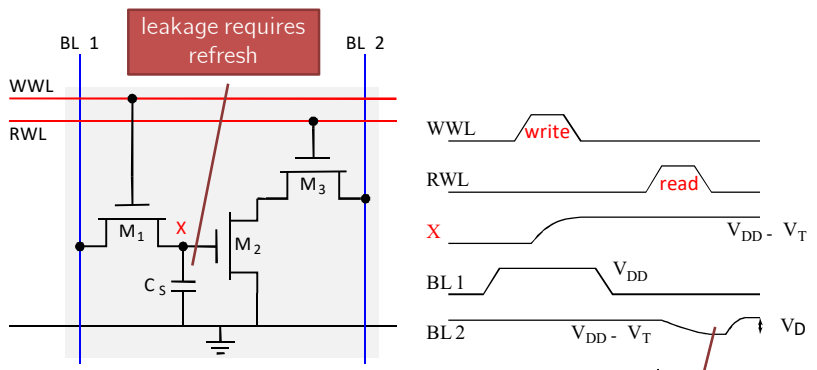 leakage requires
refresh
BL 1
BL 2
WWL
RWL
M1
X
M2
M3
CS
WWL
write
RWL
read
X
VDD - VT
BL 1
VDD
BL 2
VDD - VT
VD